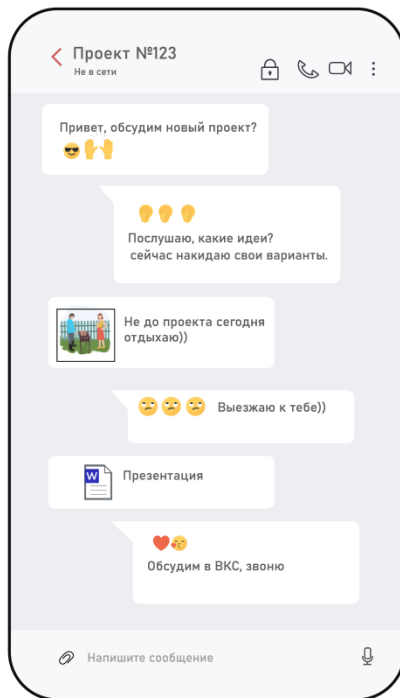 Проект №123
Не в сети
Привет, обсудим новый проект?
Послушаю, какие идеи?
сейчас накидаю свои варианты.
Не до проекта сегодня
отдыхаю))
Выезжаю к тебе))
W
Презентация
Обсудим в ВКС, звоню
Напишите сообщение